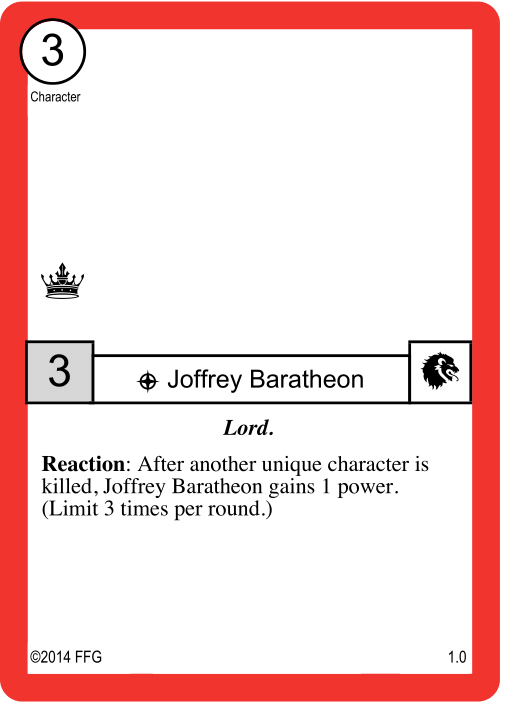 3
Character
3
Joffrey Baratheon
Lord.
Reaction: After another unique character is
killed, Joffrey Baratheon gains 1 power.
(Limit 3 times per round.)
©2014 FFG
1.0